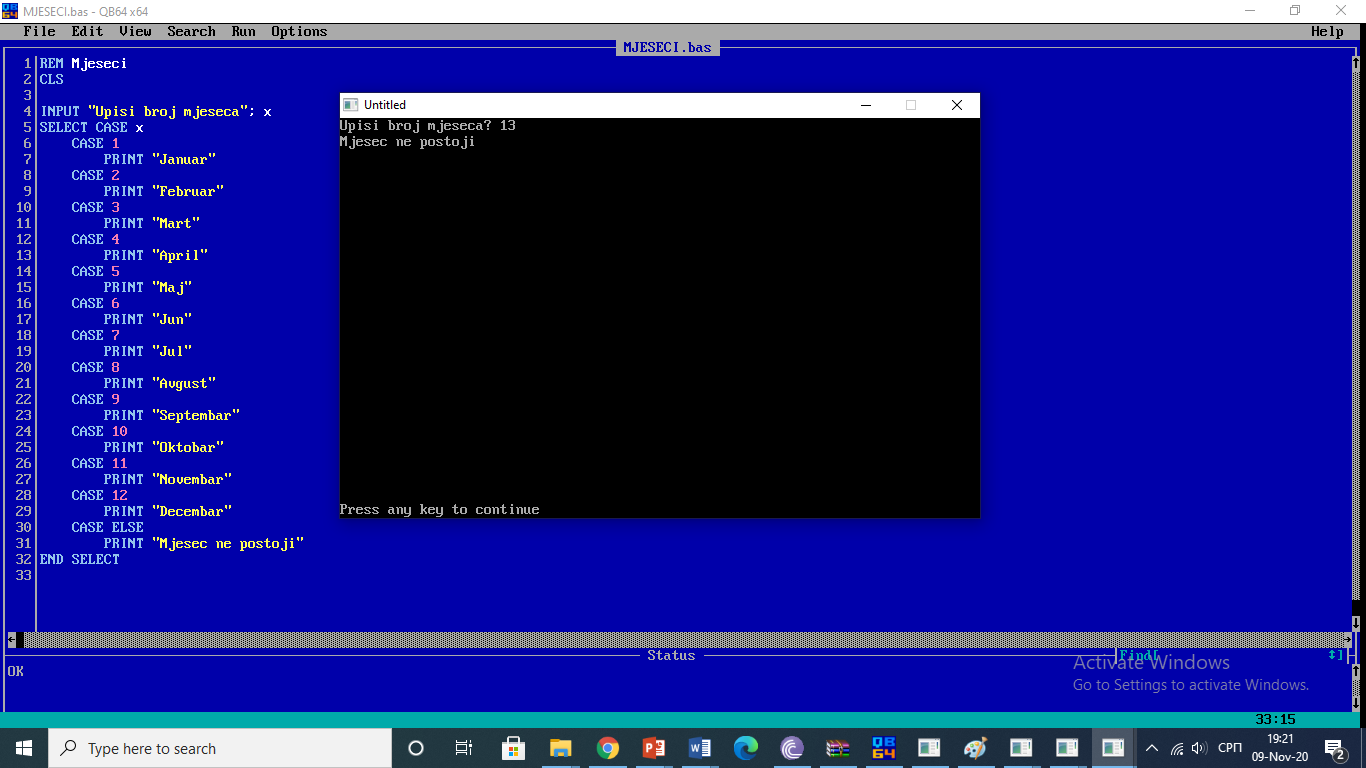 MJESECI.bas - QB64 x64
File Edit View Search Run Options Help
MJESECI.bas
1 REM Mjeseci
2 CLS
3
4 INPUT "Upisi broj mjeseca"; x
5 SELECT CASE x
6 CASE 1
7 PRINT "Januar"
8 CASE 2
9 PRINT "Februar"
10 CASE 3
11 PRINT "Mart"
12 CASE 4
13 PRINT "April"
14 CASE 5
15 PRINT "Maj"
16 CASE 6
17 PRINT "Jun"
18 CASE 7
19 PRINT "Jul"
20 CASE 8
21 PRINT "Avgust"
22 CASE 9
23 PRINT "Septembar"
24 CASE 10
25 PRINT "Oktobar"
26 CASE 11
27 PRINT "Novembar"
28 CASE 12
29 PRINT "Decembar"
30 CASE ELSE
31 PRINT "Mjesec ne postoji"
32 END SELECT
33
Untitled
Upisi broj mjeseca? 13
Mjesec ne postoji
Press any key to continue
Status
Find[ ]
OK
Activate Windows
Go to Settings to activate Windows.
33:15
Type here to search
QB
64
СРП
19:21
09-Nov-20
2